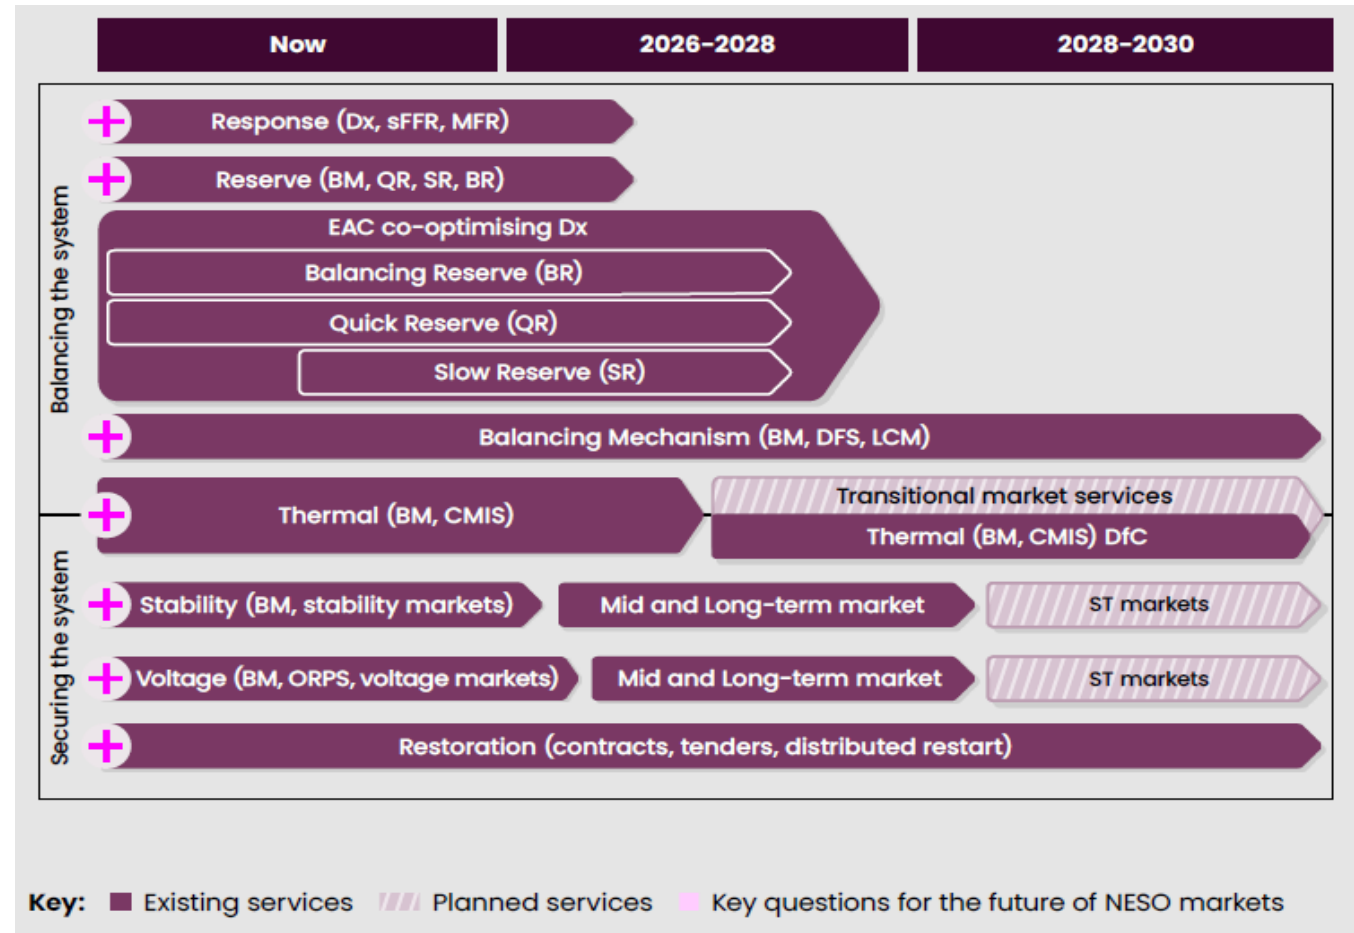 Now
2026-2028
2028-2030
Balancing the system
Response (Dx, sFFR, MFR)
Reserve (BM, QR, SR, BR)
EAC co-optimising Dx
Balancing Reserve (BR)
Quick Reserve (QR)
Slow Reserve (SR)
Balancing Mechanism (BM, DFS, LCM)
Thermal (BM, CMIS)
Transitional market services
Thermal (BM, CMIS) DfC
Securing the system
Stability (BM, stability markets)
Mid and Long-term market
ST markets
Voltage (BM, ORPS, voltage markets)
Mid and Long-term market
ST markets
Restoration (contracts, tenders, distributed restart)
Key: Existing services Planned services Key questions for the future of NESO markets